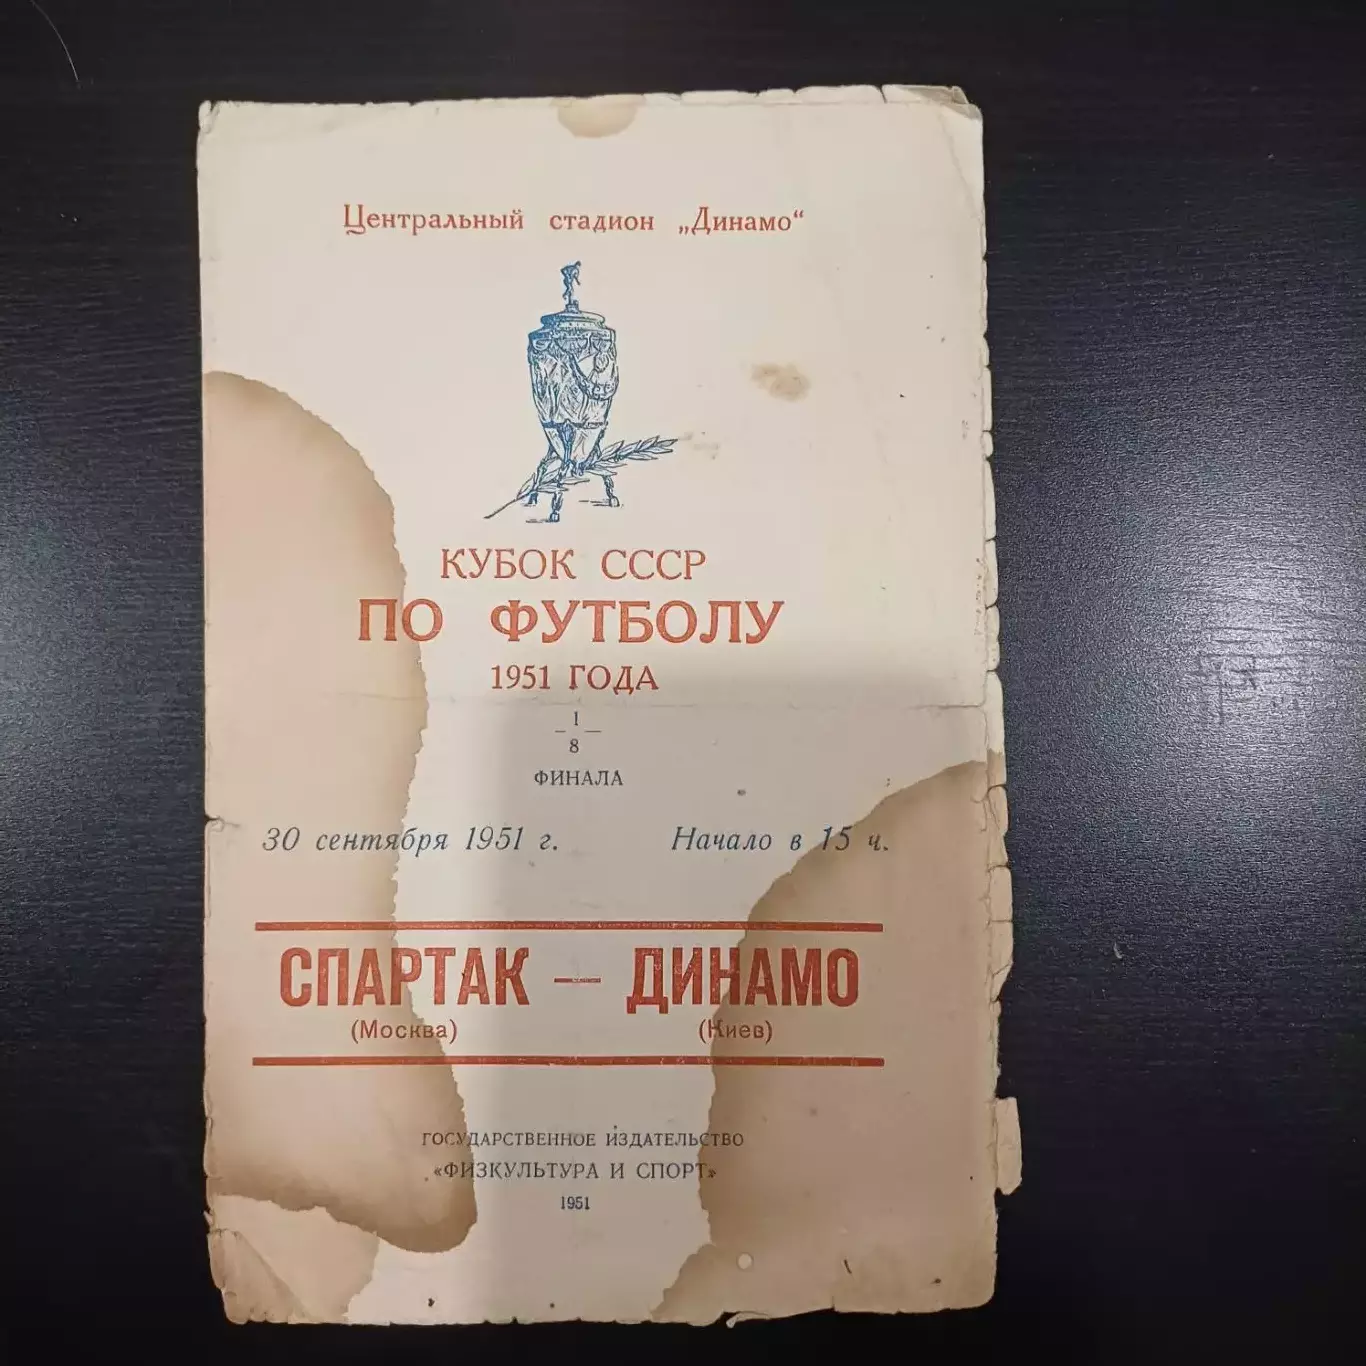 Центральный стадион „Динамо“
КУБОК СССР
ПО ФУТБОЛУ
1951 ГОДА
1
8
ФИНАЛА
30 сентября 1951 г. Начало в 15 ч.
СПАРТАК — ДИНАМО
(Москва) (Киев)
ГОСУДАРСТВЕННОЕ ИЗДАТЕЛЬСТВО
«ФИЗКУЛЬТУРА И СПОРТ»
1951